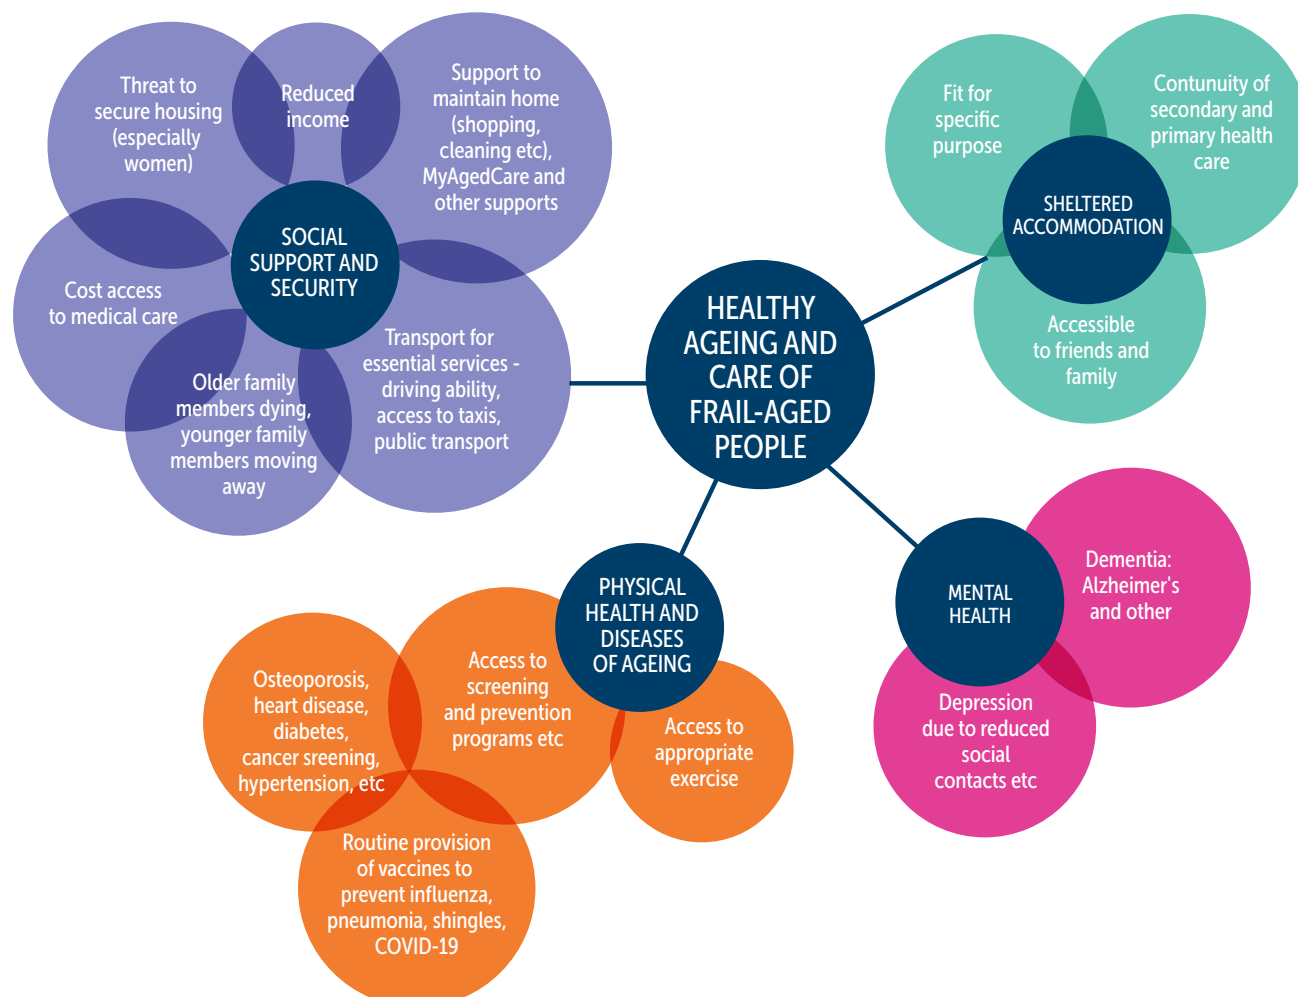 Threat to
secure housing
(especially
women)
Reduced
income
Support to
maintain home
(shopping,
cleaning etc),
MyAgedCare and
other supports
SOCIAL
SUPPORT AND
SECURITY
Cost access
to medical care
Older family
members dying,
younger family
members moving
away
Transport for
essential services -
driving ability,
access to taxis,
public transport
HEALTHY
AGEING AND
CARE OF
FRAIL-AGED
PEOPLE
Fit for
specific
purpose
Contunuity of
secondary and
primary health
care
SHELTERED
ACCOMMODATION
Accessible
to friends and
family
PHYSICAL
HEALTH AND
DISEASES
OF AGEING
Osteoporosis,
heart disease,
diabetes,
cancer sreening,
hypertension, etc
Access to
screening
and prevention
programs etc
Access to
appropriate
exercise
Routine provision
of vaccines to
prevent influenza,
pneumonia, shingles,
COVID-19
MENTAL
HEALTH
Dementia:
Alzheimer's
and other
Depression
due to reduced
social
contacts etc